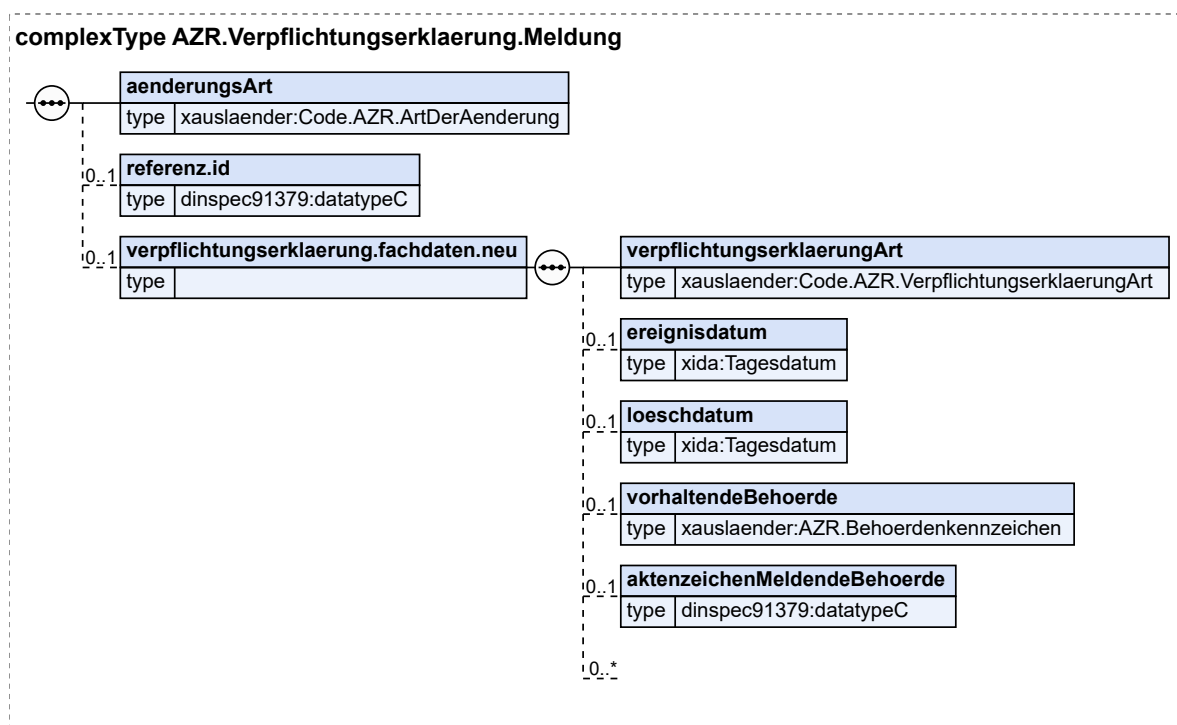 complexType AZR.Verpflichtungserklaerung.Meldung
aenderungsArt
type xauslaender:Code.AZR.ArtDerAenderung
0..1 referenz.id
type dinspec91379:datatypeC
0..1 verpflichtungserklaerung.fachdaten.neu
type
verpflichtungserklaerungArt
type xauslaender:Code.AZR.VerpflichtungserklaerungArt
0..1 ereignisdatum
type xida:Tagesdatum
0..1 loeschdatum
type xida:Tagesdatum
0..1 vorhaltendeBehoerde
type xauslaender:AZR.Behoerdenkennzeichen
0..1 aktenzeichenMeldendeBehoerde
type dinspec91379:datatypeC
0..*